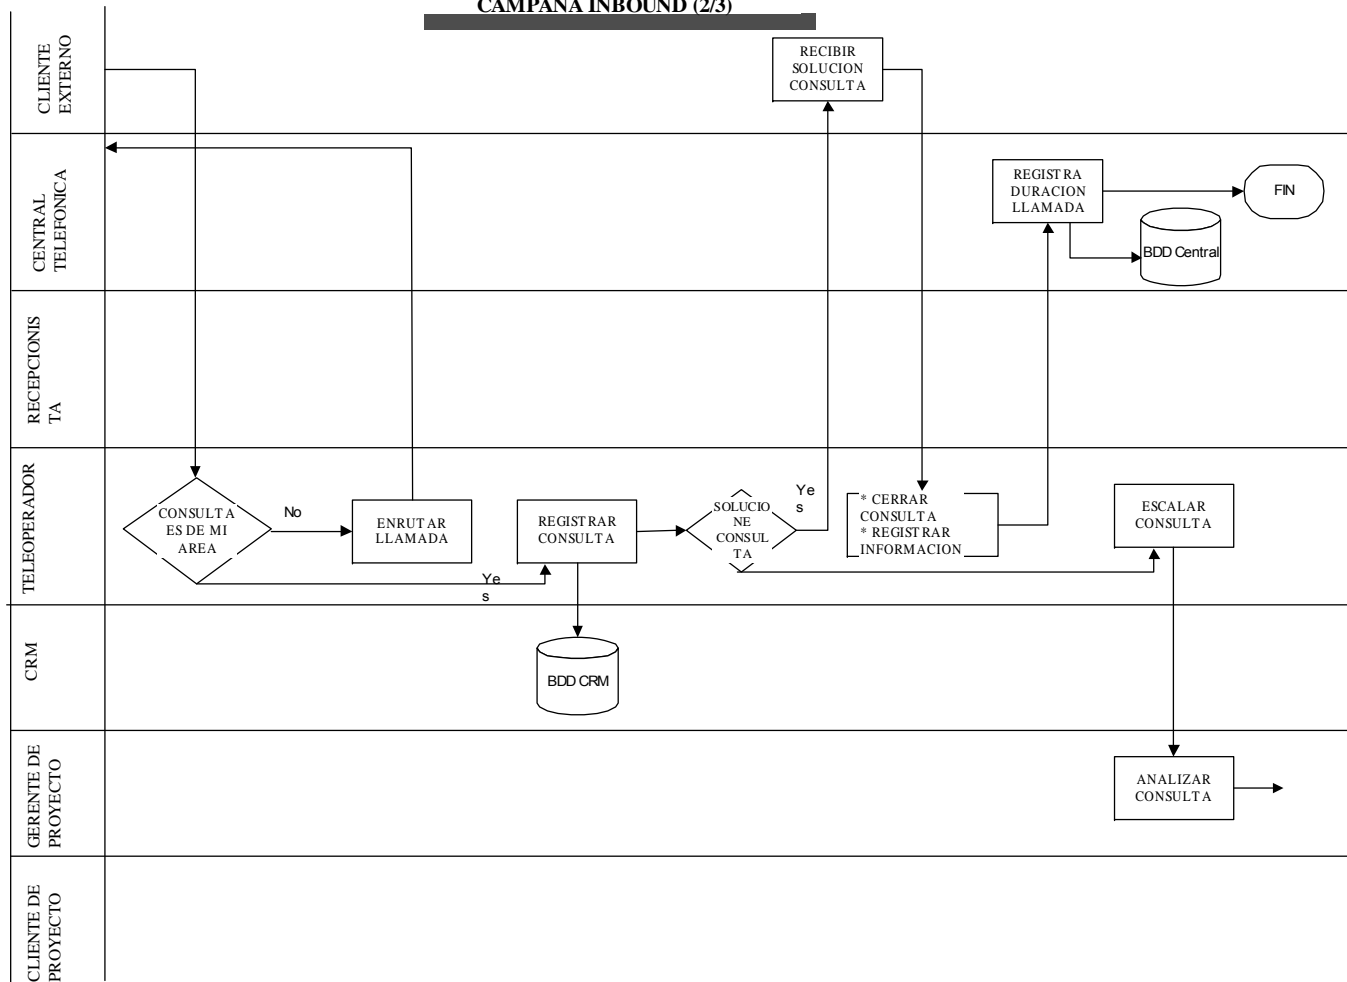 CAMPAÑA INBOUND (2/3)
CLIENTE
EXTERNO
RECIBIR
SOLUCION
CONSULTA
CENTRAL
TELEFONICA
REGISTRA
DURACION
LLAMADA
FIN
BDD Central
RECEPCIONIS
TA
TELEOPERADOR
CONSULTA
ES DE MI
AREA
No
ENRUTAR
LLAMADA
Ye
s
REGISTRAR
CONSULTA
SOLUCIO
NE
CONSUL
TA
Ye
s
* CERRAR
CONSULTA
* REGISTRAR
INFORMACION
ESCALAR
CONSULTA
CRM
BDD CRM
GERENTE DE
PROYECTO
ANALIZAR
CONSULTA
CLIENTE DE
PROYECTO